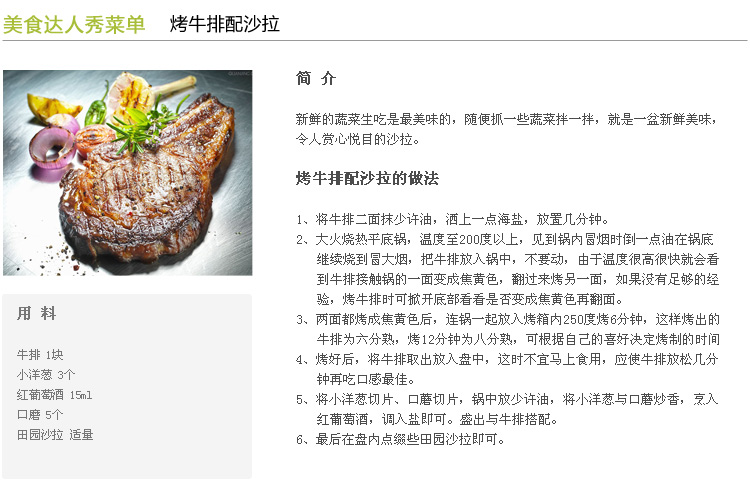 美食达人秀菜单 烤牛排配沙拉
简 介
新鲜的蔬菜生吃是最美味的，随便抓一些蔬菜拌一拌，就是一盆新鲜美味，
令人赏心悦目的沙拉。
烤牛排配沙拉的做法
1、将牛排二面抹少许油，洒上一点海盐，放置几分钟。
2、大火烧热平底锅，温度至200度以上，见到锅内冒烟时倒一点油在锅底
继续烧到冒大烟，把牛排放入锅中，不要动，由于温度很高很快就会看
到牛排接触锅的一面变成焦黄色，翻过来烤另一面，如果没有足够的经
验，烤牛排时可掀开底部看看是否变成焦黄色再翻面。
3、两面都烤成焦黄色后，连锅一起放入烤箱内250度烤6分钟，这样烤出的
牛排为六分熟，烤12分钟为八分熟，可根据自己的喜好决定烤制的时间
4、烤好后，将牛排取出放入盘中，这时不宜马上食用，应使牛排放松几分
钟再吃口感最佳。
5、将小洋葱切片、口蘑切片，锅中放少许油，将小洋葱与口蘑炒香，烹入
红葡萄酒，调入盐即可。盛出与牛排搭配。
6、最后在盘内点缀些田园沙拉即可。
用 料
牛排 1块
小洋葱 3个
红葡萄酒 15ml
口蘑 5个
田园沙拉 适量